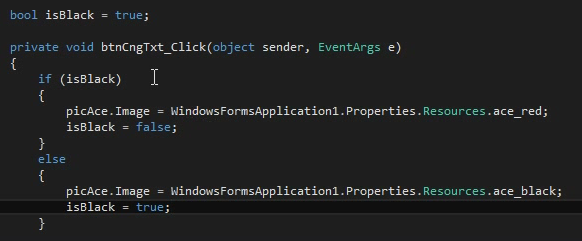 bool isBlack = true;
private void btnCngTxt_Click(object sender, EventArgs e)
{
if (isBlack)
{
picAce.Image = WindowsFormsApplication1.Properties.Resources.ace_red;
isBlack = false;
}
else
{
picAce.Image = WindowsFormsApplication1.Properties.Resources.ace_black;
isBlack = true;
}